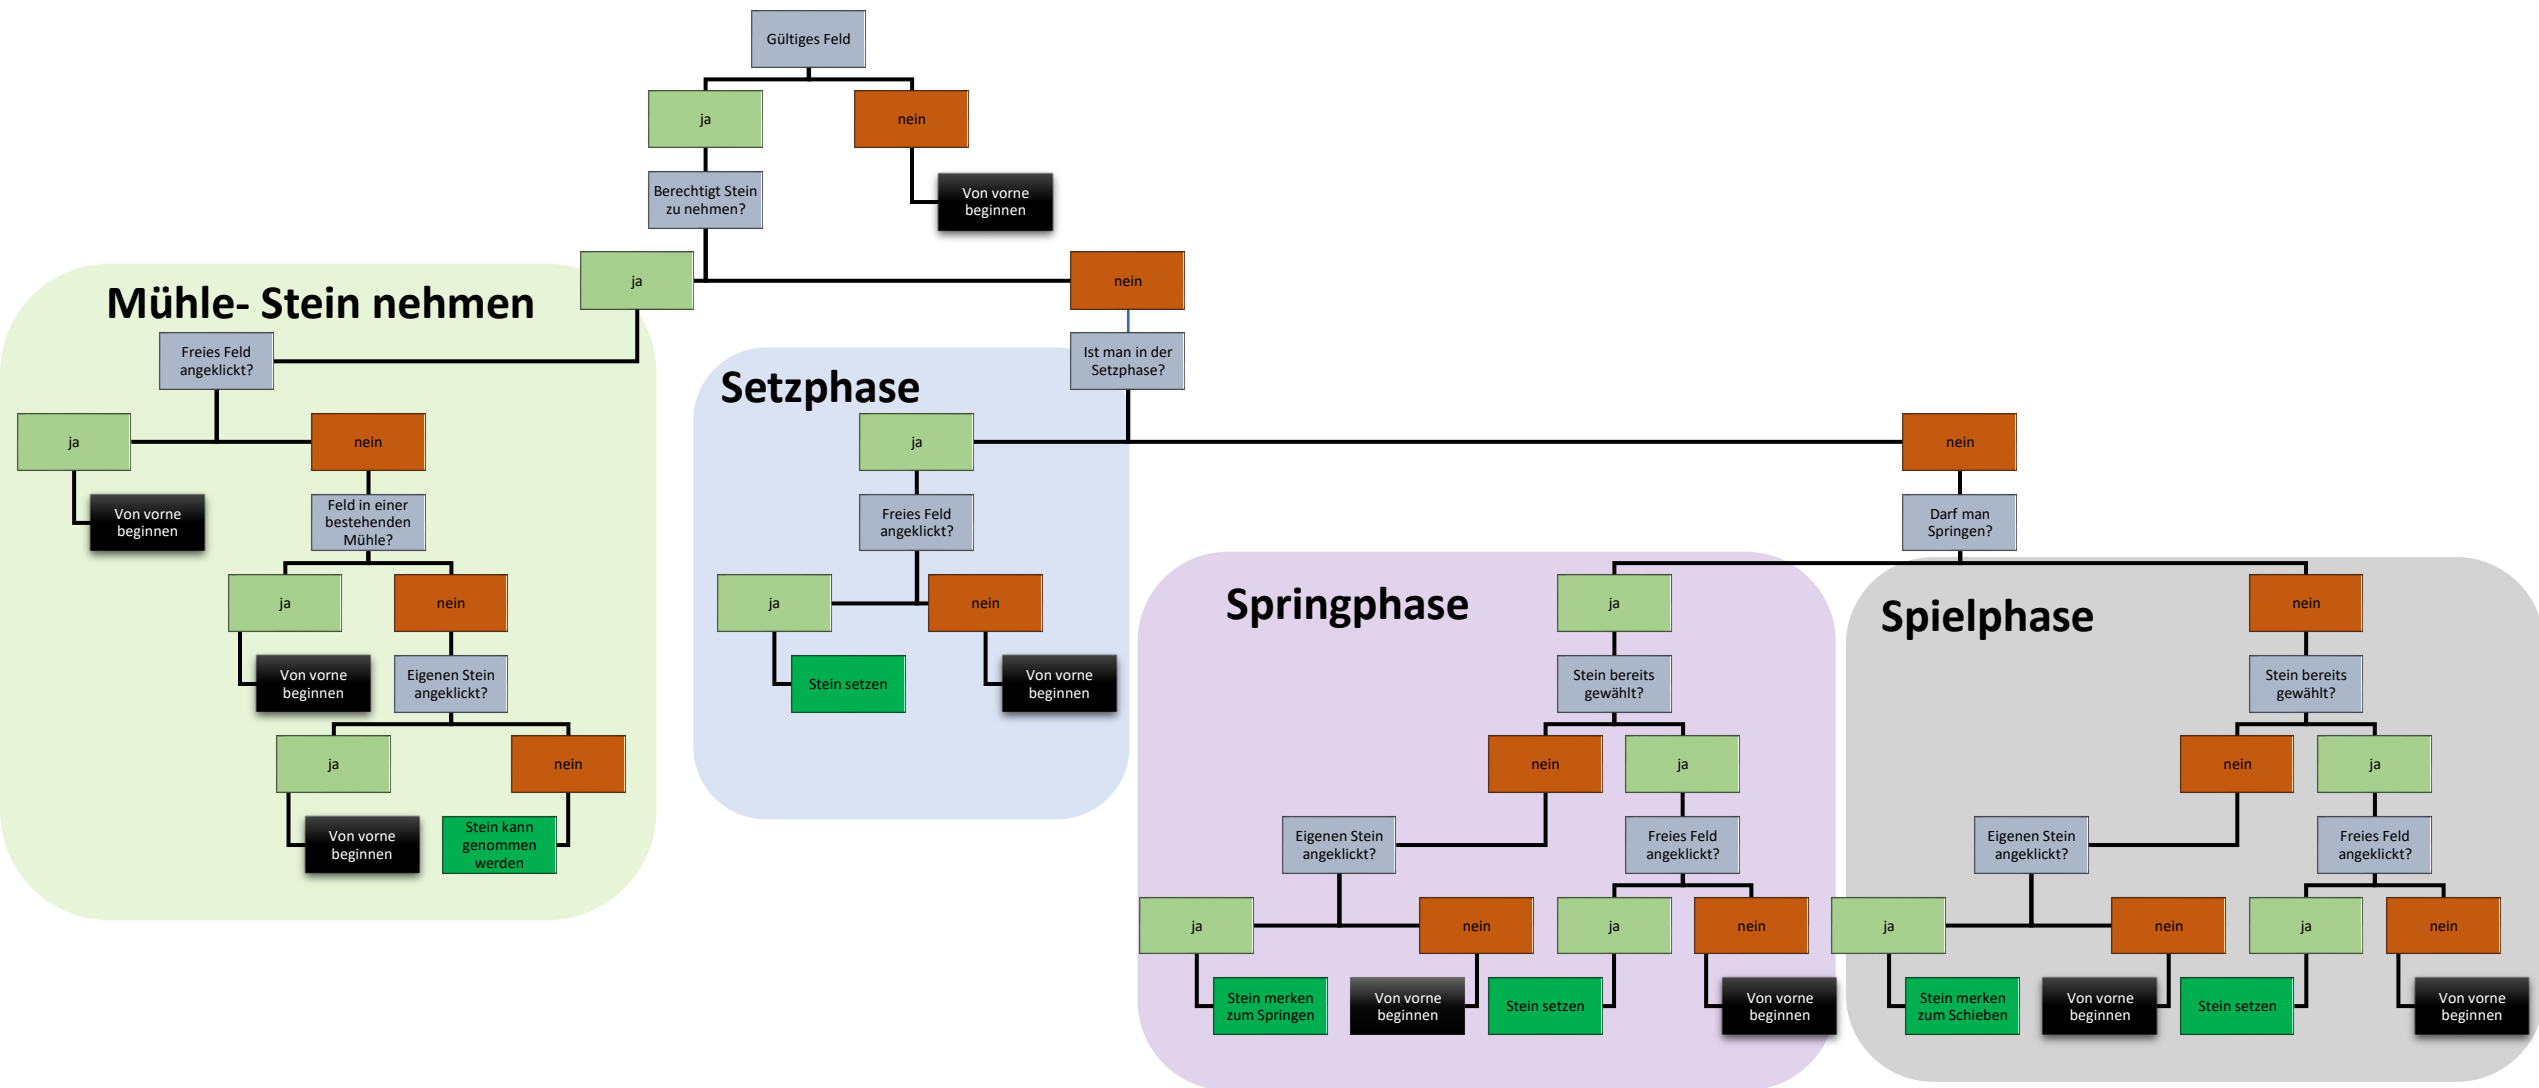 Gültiges Feld
ja
nein
Berechtigt Stein
zu nehmen?
Von vorne
beginnen
ja
nein
Mühle- Stein nehmen
Freies Feld
angeklickt?
Setzphase
Ist man in der
Setzphase?
ja
nein
ja
nein
Von vorne
beginnen
Feld in einer
bestehenden
Mühle?
Freies Feld
angeklickt?
Darf man
Springen?
ja
nein
ja
nein
Springphase
ja
Spielphase
nein
Von vorne
beginnen
Eigenen Stein
angeklickt?
Stein setzen
Von vorne
beginnen
Stein bereits
gewählt?
Stein bereits
gewählt?
ja
nein
nein
ja
nein
ja
Von vorne
beginnen
Stein kann
genommen
werden
Eigenen Stein
angeklickt?
Freies Feld
angeklickt?
Eigenen Stein
angeklickt?
Freies Feld
angeklickt?
ja
nein
ja
nein
ja
nein
ja
nein
Stein merken
zum Springen
Von vorne
beginnen
Stein setzen
Von vorne
beginnen
Stein merken
zum Schieben
Von vorne
beginnen
Stein setzen
Von vorne
beginnen